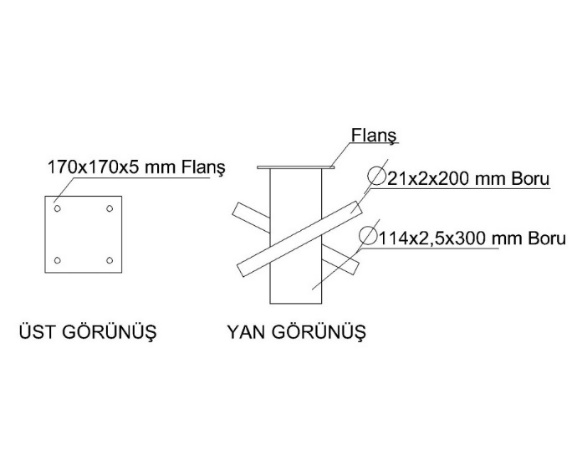 Flanş
170x170x5 mm Flanş
∅21x2x200 mm Boru
∅114x2,5x300 mm Boru
ÜST GÖRÜNÜŞ
YAN GÖRÜNÜŞ